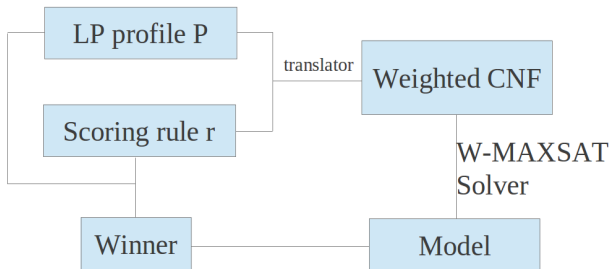 LP profile P
translator
Weighted CNF
Scoring rule r
W-MAXSAT
Solver
Winner
Model